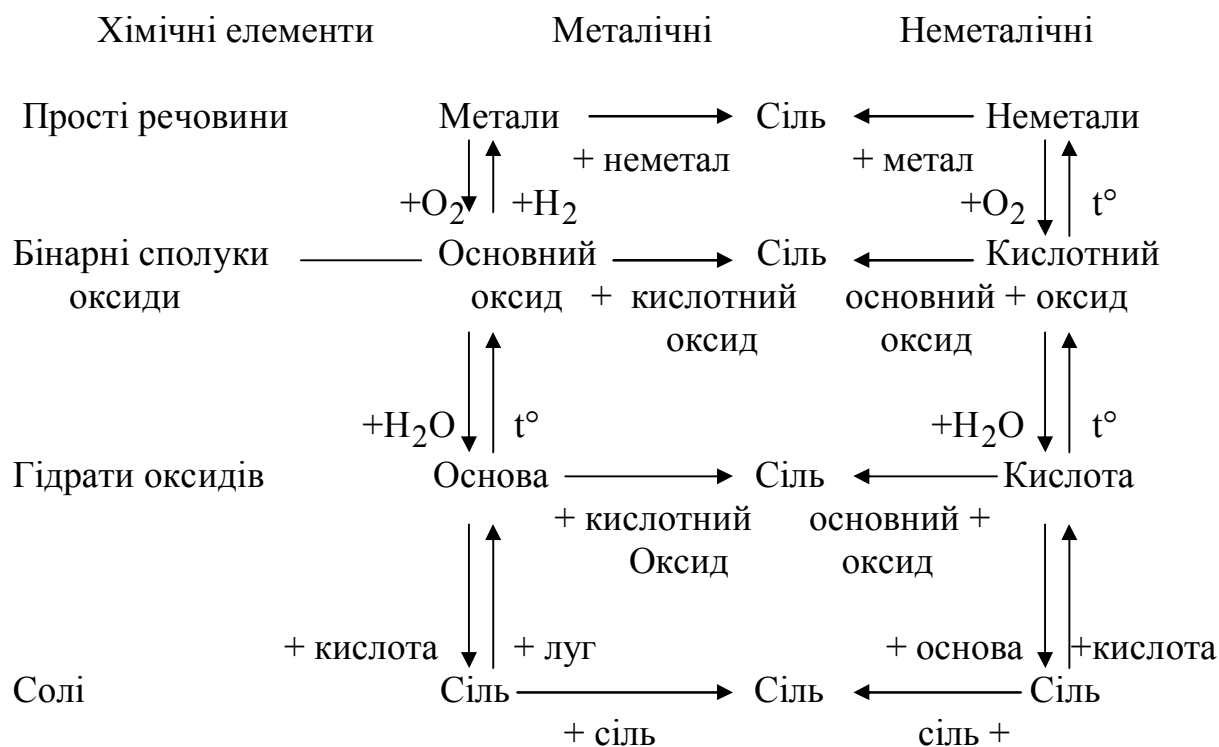 Хімічні елементи Металічні Неметалічні
Прості речовини Метали Сіль Неметали
+ неметал + метал
+O2 +H2 +O2 t°
Бінарні сполуки Основний Сіль Кислотний
оксиди оксид + кислотний основний + оксид
оксид оксид
+H2O t° +H2O t°
Гідрати оксидів Основа Сіль Кислота
+ кислотний основний +
Оксид оксид
+ кислота + луг + основа +кислота
Солі Сіль Сіль Сіль
+ сіль сіль +